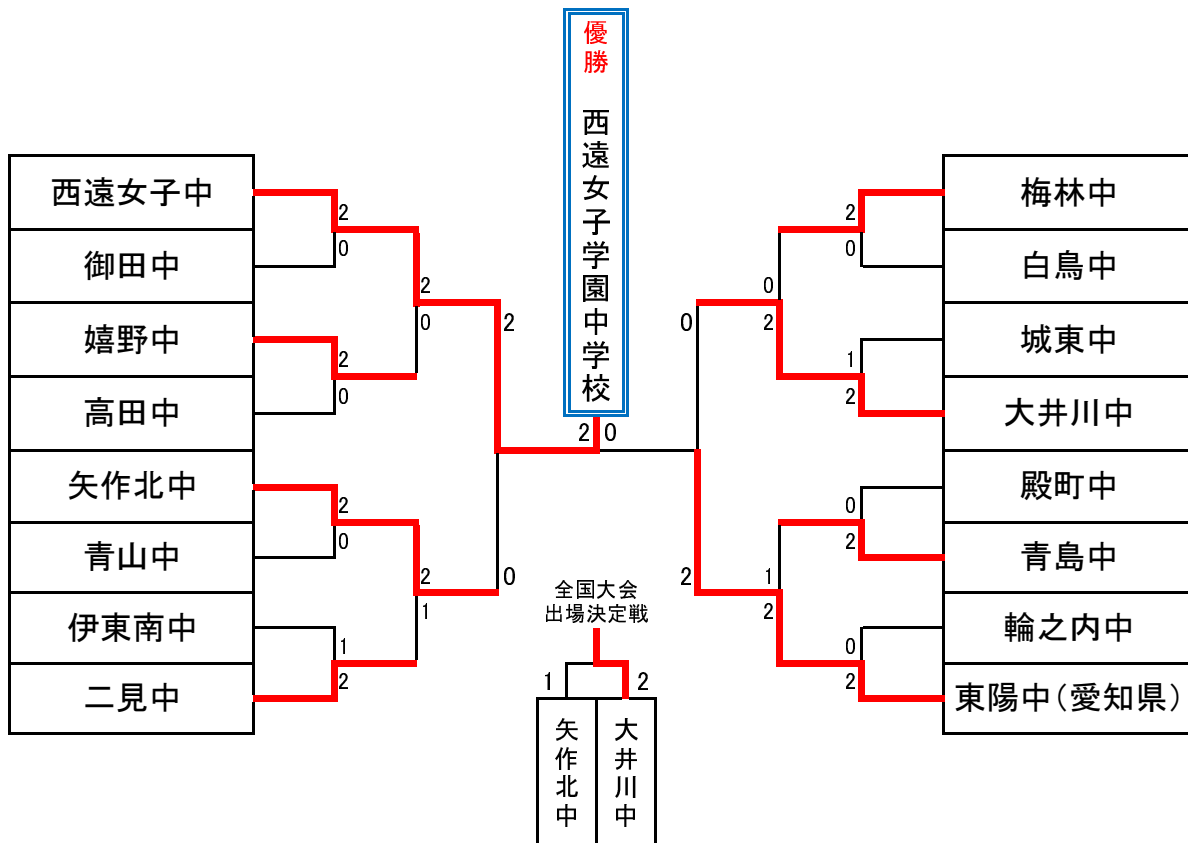 優勝 西遠女子学園中学校
西遠女子中
御田中
嬉野中
高田中
矢作北中
青山中
伊東南中
二見中
2
0
2
0
2
0
1
2
2
0
2
1
2
0
2 0
0
2
0
2
1
2
2
0
1
2
0
2
0
2
梅林中
白鳥中
城東中
大井川中
殿町中
青島中
輪之内中
東陽中(愛知県)
全国大会
出場決定戦
1 2
矢作北中
大井川中